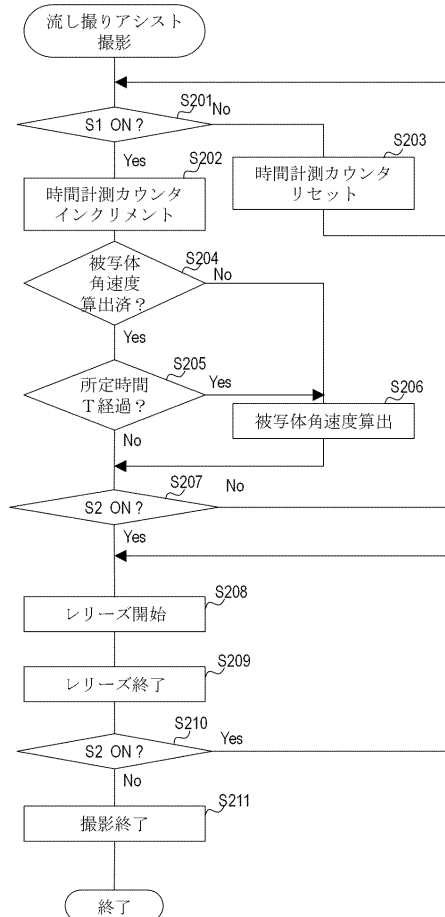 流し撮りアシスト
撮影
S201
S1 ON ?
No
Yes
S202
時間計測カウンタ
インクリメント
S203
時間計測カウンタ
リセット
S204
被写体
角速度
算出済？
No
Yes
S205
所定時間
T経過？
Yes
No
S206
被写体角速度算出
S207
S2 ON ?
No
Yes
S208
レリーズ開始
S209
レリーズ終了
S210
S2 ON ?
Yes
No
S211
撮影終了
終了